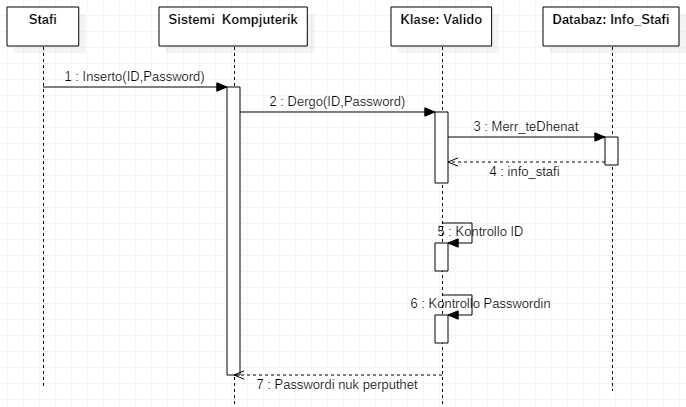 Stafi
Sistemi Kompjuterik
Klase: Valido
Databaz: Info_Stafi
1 : Inserto(ID,Password)
2 : Dergo(ID,Password)
3 : Merr_teDhenat
4 : info_stafi
5 : Kontrollo ID
6 : Kontrollo Passwordin
7 : Passwordi nuk perputhet